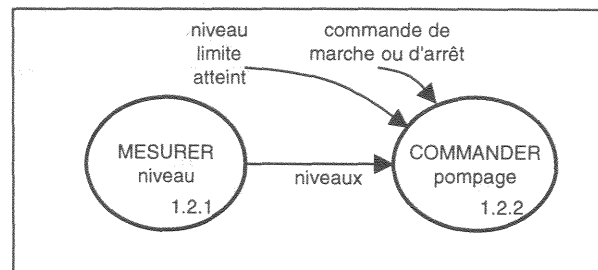 niveau
limite
atteint
commande de
marche ou d'arrêt
MESURER
niveau
1.2.1
niveaux
COMMANDER
pompage
1.2.2